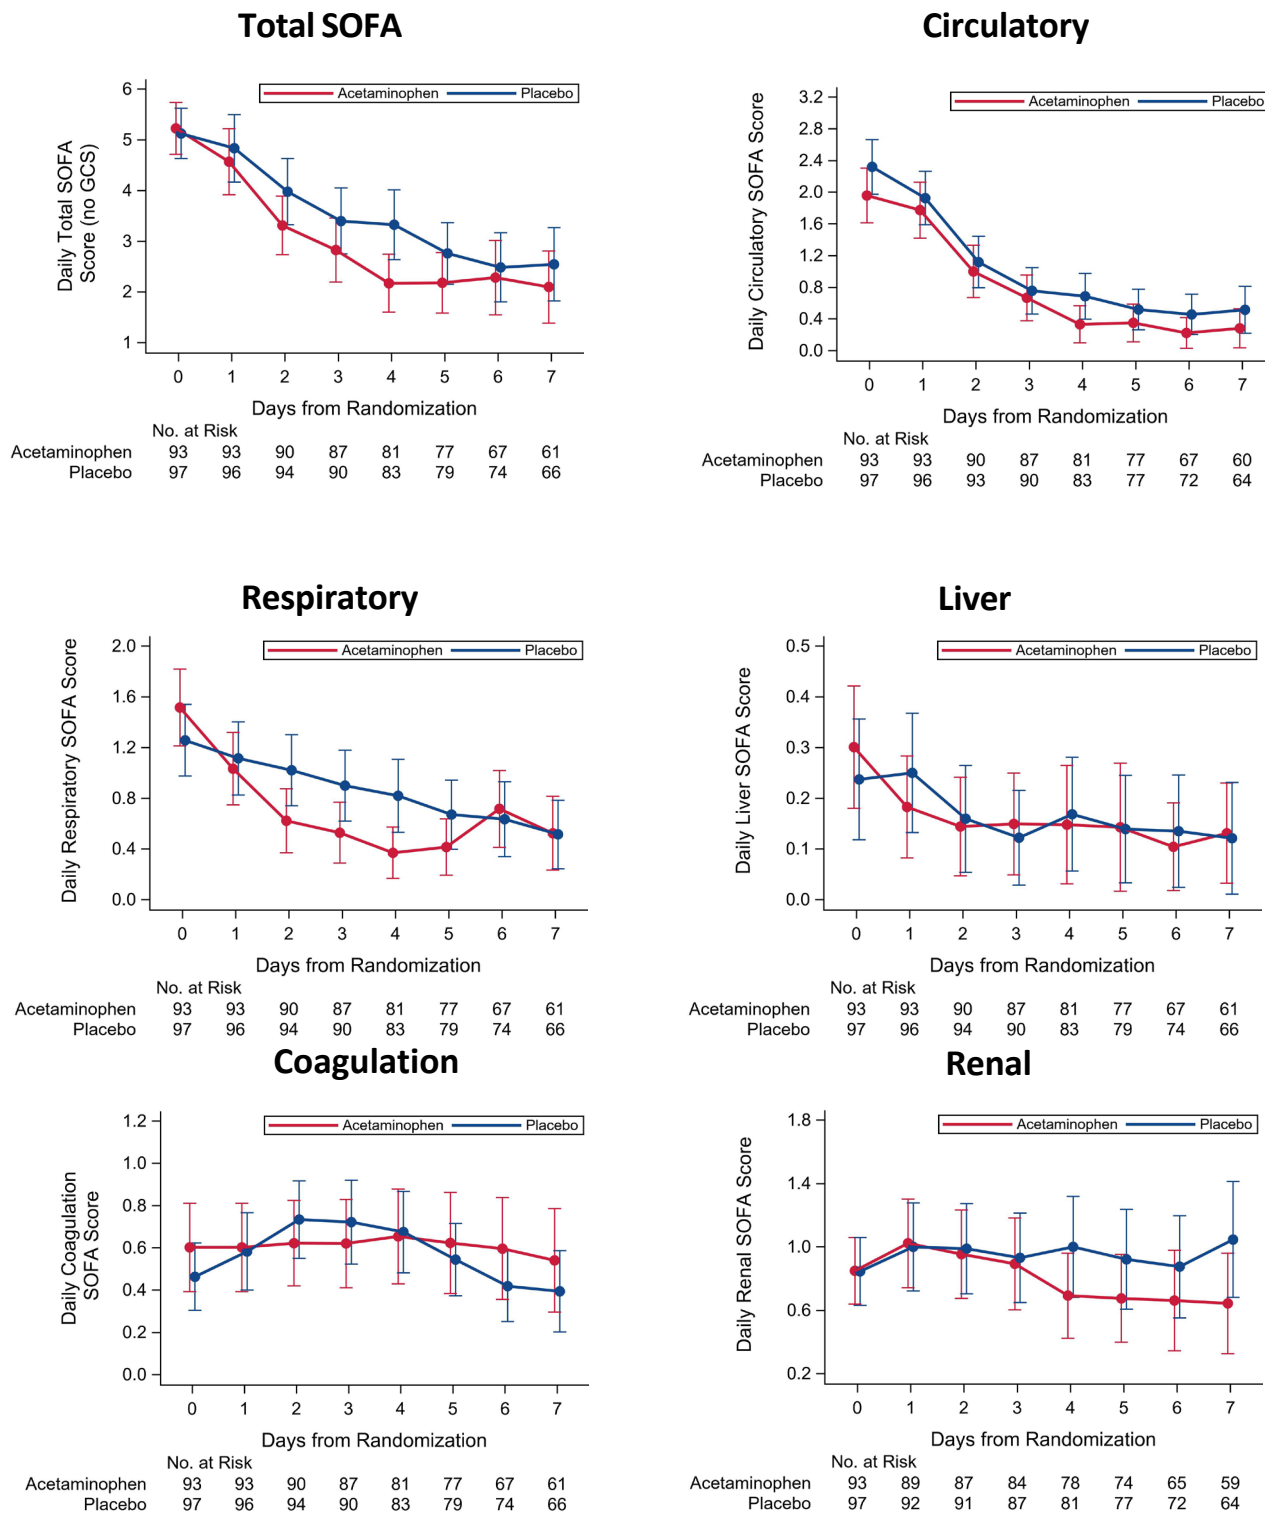 Total SOFA
Daily Total SOFA
Score (no GCS)
6
5
4
3
2
1
Acetaminophen Placebo
0 1 2 3 4 5 6 7
Days from Randomization
No. at Risk
Acetaminophen 93 93 90 87 81 77 67 61
Placebo 97 96 94 90 83 79 74 66
Circulatory
Daily Circulatory SOFA Score
3.2
2.8
2.4
2.0
1.6
1.2
0.8
0.4
0.0
Acetaminophen Placebo
0 1 2 3 4 5 6 7
Days from Randomization
No. at Risk
Acetaminophen 93 93 90 87 81 77 67 60
Placebo 97 96 93 90 83 77 72 64
Respiratory
Daily Respiratory SOFA Score
2.0
1.6
1.2
0.8
0.4
0.0
Acetaminophen Placebo
0 1 2 3 4 5 6 7
Days from Randomization
No. at Risk
Acetaminophen 93 93 90 87 81 77 67 61
Placebo 97 96 94 90 83 79 74 66
Liver
Daily Liver SOFA Score
0.5
0.4
0.3
0.2
0.1
0.0
Acetaminophen Placebo
0 1 2 3 4 5 6 7
Days from Randomization
No. at Risk
Acetaminophen 93 93 90 87 81 77 67 61
Placebo 97 96 94 90 83 79 74 66
Coagulation
Daily Coagulation
SOFA Score
1.2
1.0
0.8
0.6
0.4
0.2
0.0
Acetaminophen Placebo
0 1 2 3 4 5 6 7
Days from Randomization
No. at Risk
Acetaminophen 93 93 90 87 81 77 67 61
Placebo 97 96 94 90 83 79 74 66
Renal
Daily Renal SOFA Score
1.8
1.4
1.0
0.6
0.2
Acetaminophen Placebo
0 1 2 3 4 5 6 7
Days from Randomization
No. at Risk
Acetaminophen 93 89 87 84 78 74 65 59
Placebo 97 92 91 87 81 77 72 64